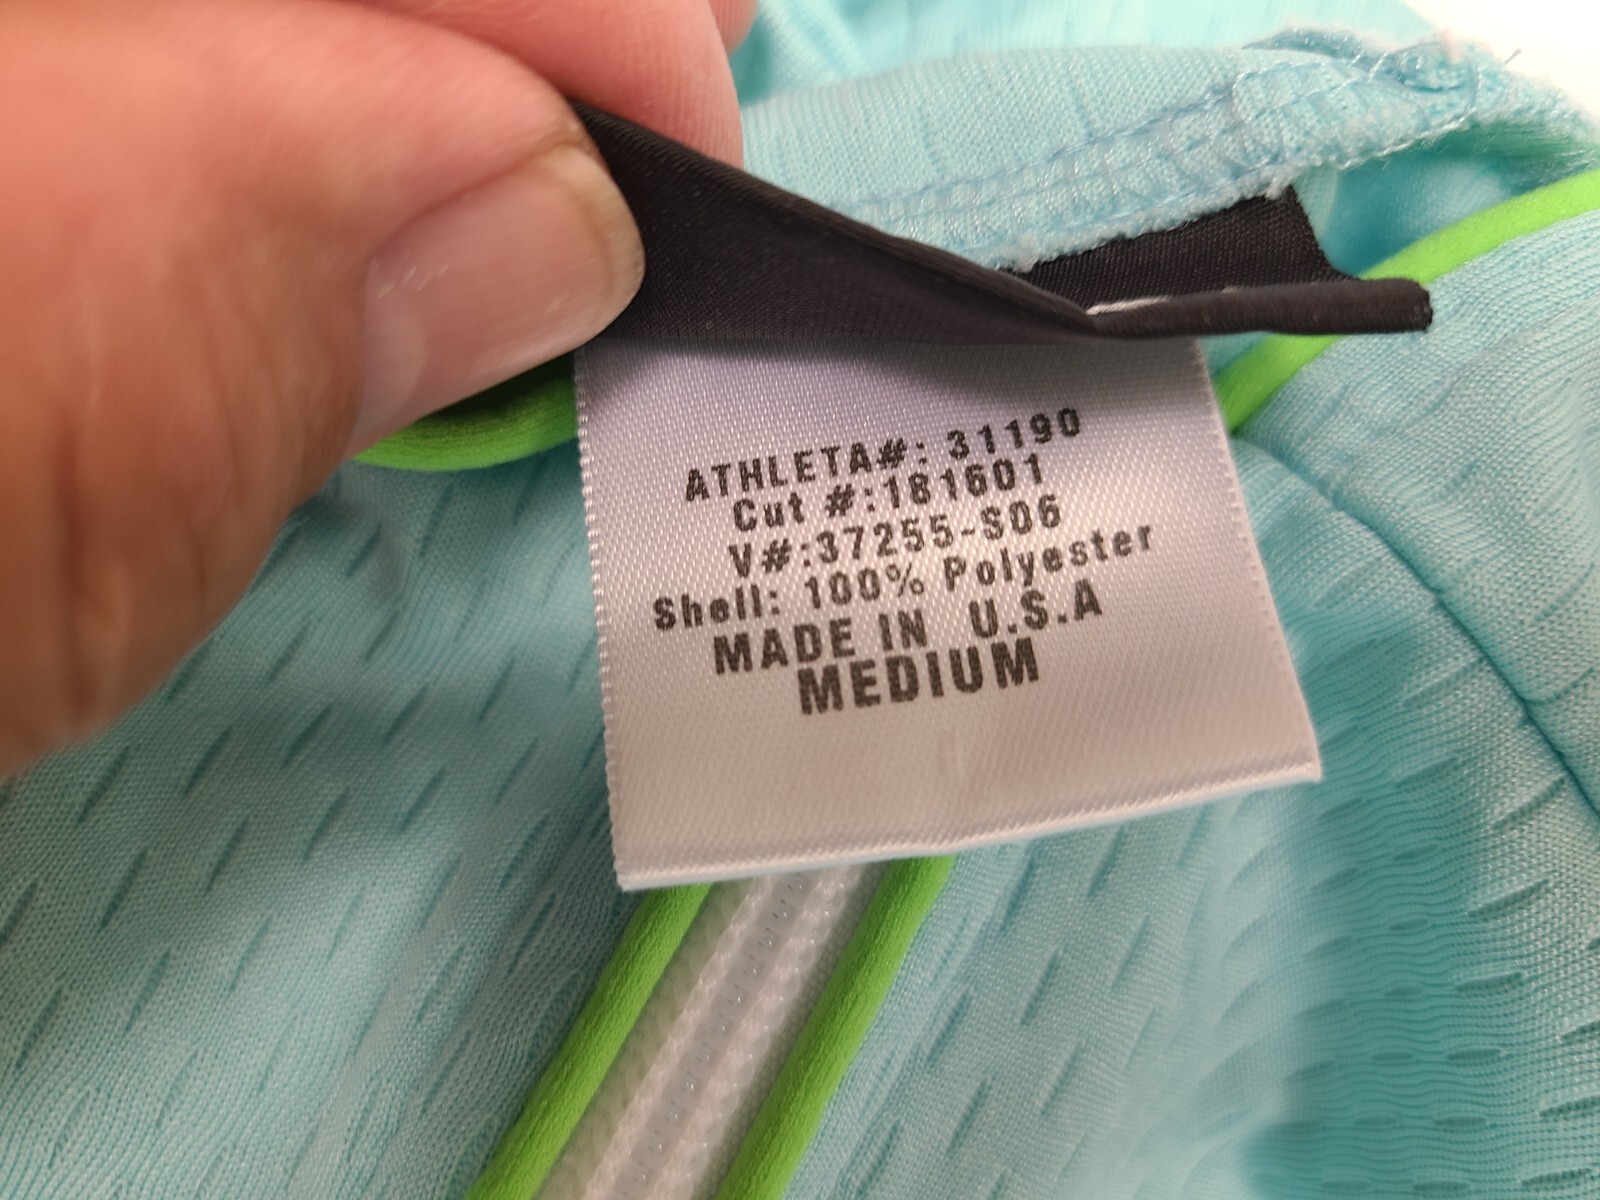 ATHLETA#: 31190
Cut #:181601
V#:37255-S06
Shell: 100% Polyester
MADE IN U.S.A
MEDIUM